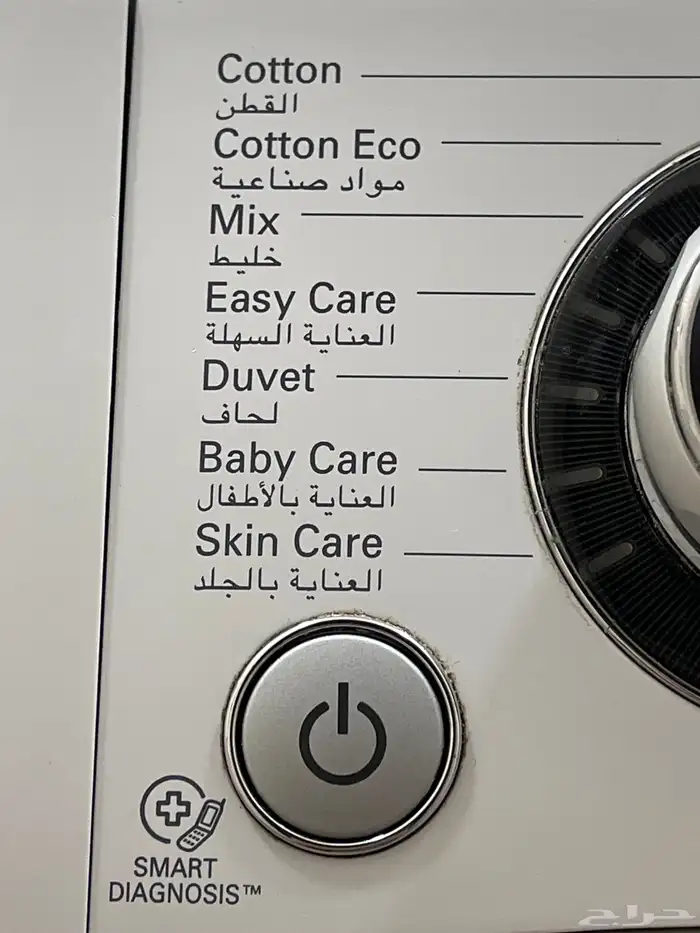 Cotton
القطن
Cotton Eco
مواد صناعية
Mix
خليط
Easy Care
العناية السهلة
Duvet
لحاف
Baby Care
العناية بالأطفال
Skin Care
العناية بالجلد
SMART
DIAGNOSIS™
حراج